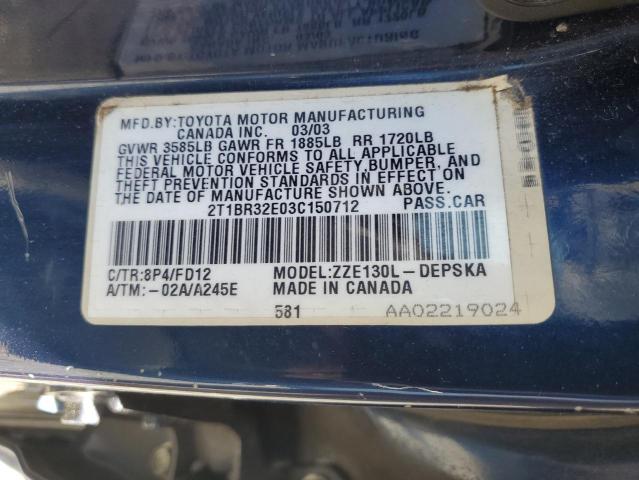 MFD.BY:TOYOTA MOTOR MANUFACTURING
CANADA INC. 03/03
GVWR 3585LB GAWR FR 1885LB RR 1720LB
THIS VEHICLE CONFORMS TO ALL APPLICABLE
FEDERAL MOTOR VEHICLE SAFETY BUMPER, AND
THEFT PREVENTION STANDARDS IN EFFECT ON
THE DATE OF MANUFACTURE SHOWN ABOVE.
2T1BR32E03C150712 PASS.CAR
C/TR:8P4/FD12 MODEL:ZZE130L-DEPSKA
A/TM:-02A/A245E MADE IN CANADA
581 AA02219024